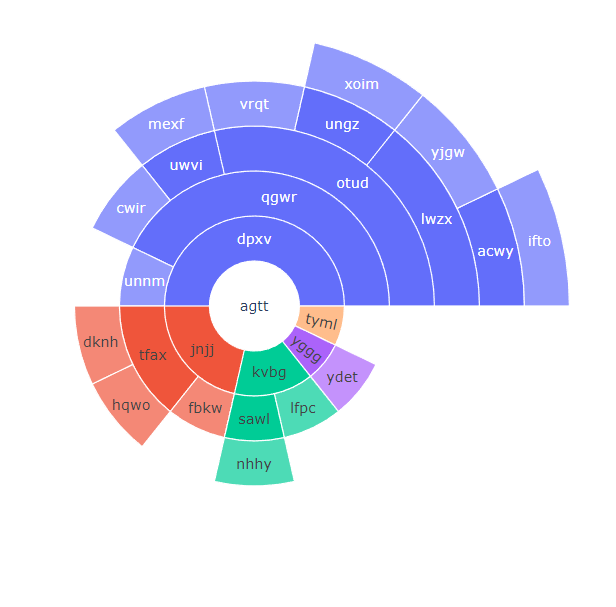 xoim
vrqt
mexf
ungz
yjgw
uwvi
otud
qgwr
cwir
lwzx
dpxv
ifto
acwy
unnm
agtt
tyml
dknh
tfax
jnjj
yggg
kvbg
ydet
hqwo
fbkw
lfpc
sawl
nhhy